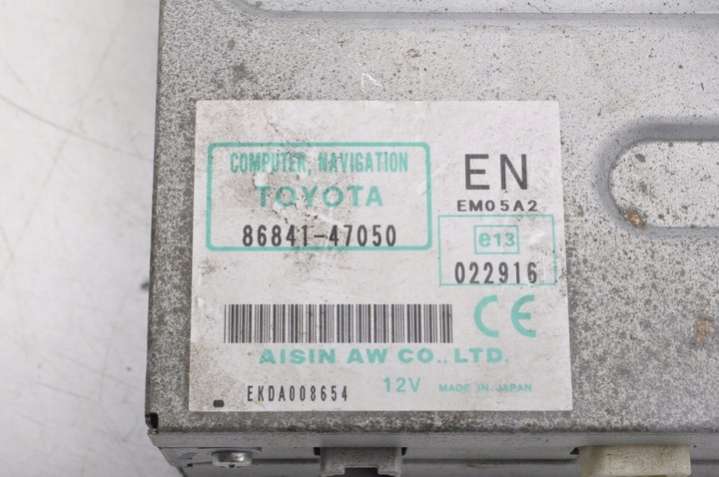 COMPUTER, NAVIGATION
TOYOTA
86841-47050
EN
EM05A2
e13
022916
CE
AISIN AW CO., LTD.
EKDA008654
12V
MADE IN JAPAN